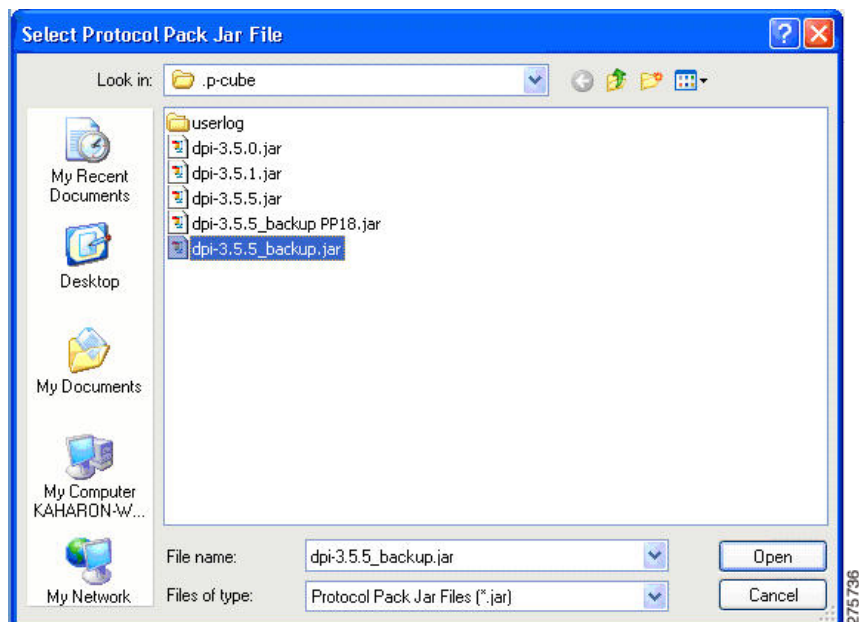 Select Protocol Pack Jar File
Look in: .p-cube
userlog
dpi-3.5.0.jar
dpi-3.5.1.jar
dpi-3.5.5.jar
dpi-3.5.5_backup PP18.jar
dpi-3.5.5_backup.jar
My Recent
Documents
Desktop
My Documents
My Computer
KAHARON-W...
My Network
File name: dpi-3.5.5_backup.jar Open
Files of type: Protocol Pack Jar Files (*.jar) Cancel
275736